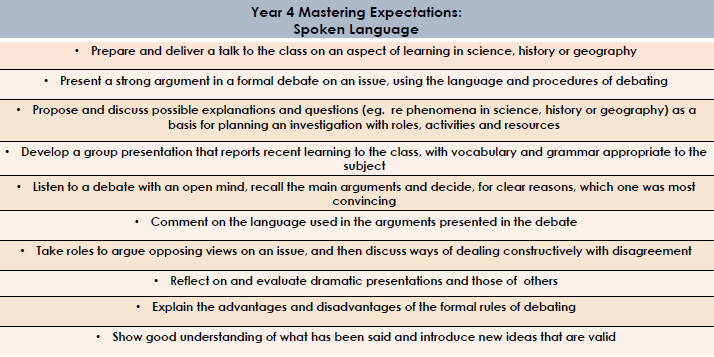 Year 4 Mastering Expectations:
Spoken Language
• Prepare and deliver a talk to the class on an aspect of learning in science, history or geography
• Present a strong argument in a formal debate on an issue, using the language and procedures of debating
• Propose and discuss possible explanations and questions (eg.  re phenomena in science, history or geography) as a
basis for planning an investigation with roles, activities and resources
• Develop a group presentation that reports recent learning to the class, with vocabulary and grammar appropriate to the
subject
• Listen to a debate with an open mind, recall the main arguments and decide, for clear reasons, which one was most
convincing
• Comment on the language used in the arguments presented in the debate
• Take roles to argue opposing views on an issue, and then discuss ways of dealing constructively with disagreement
• Reflect on and evaluate dramatic presentations and those of  others
• Explain the advantages and disadvantages of the formal rules of debating
• Show good understanding of what has been said and introduce new ideas that are valid